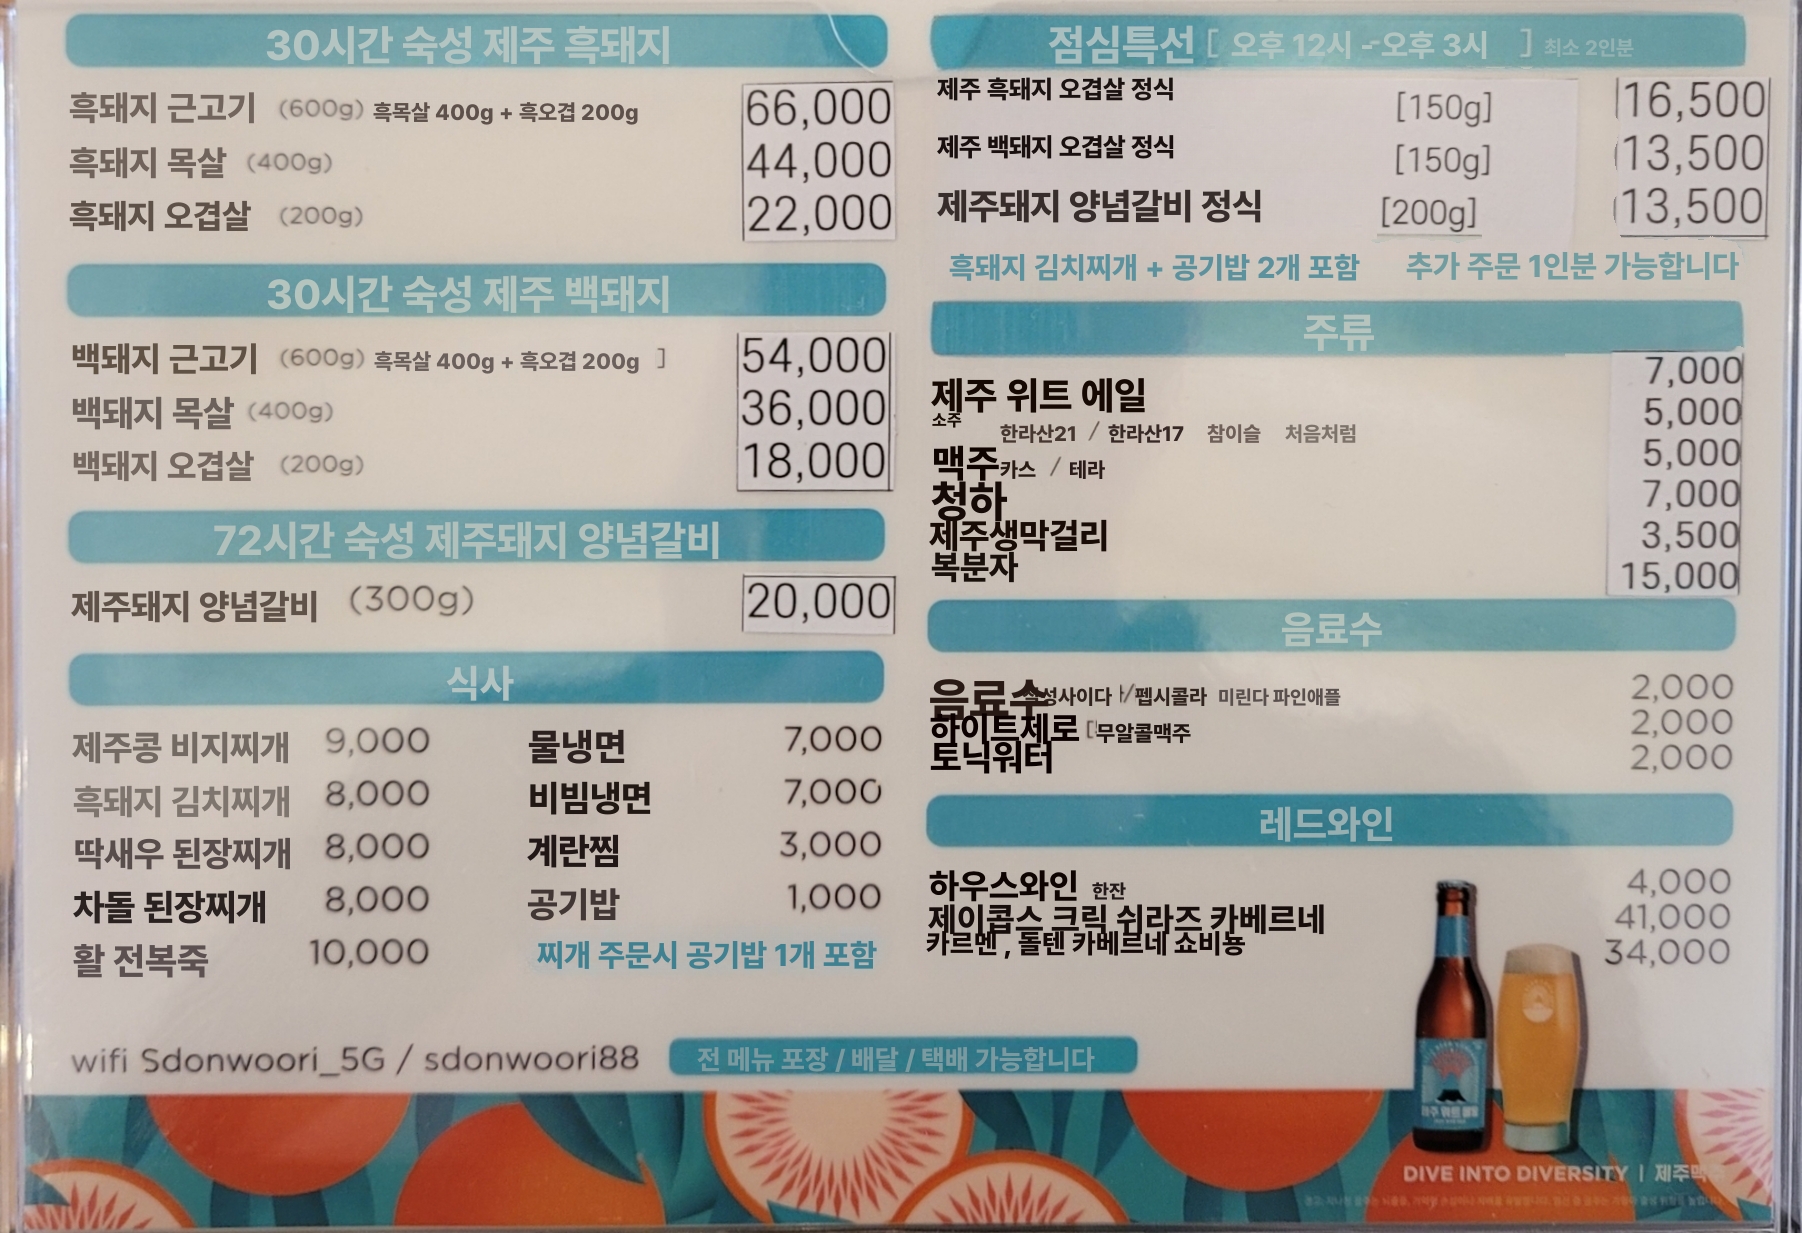 30시간 숙성 제주 흑돼지
흑돼지 근고기 (600g) 흑목살 400g + 흑오겹 200g 66,000
흑돼지 목살 (400g) 44,000
흑돼지 오겹살 (200g) 22,000
30시간 숙성 제주 백돼지
백돼지 근고기 (600g) 흑목살 400g + 흑오겹 200g ] 54,000
백돼지 목살 (400g) 36,000
백돼지 오겹살 (200g) 18,000
72시간 숙성 제주돼지 양념갈비
제주돼지 양념갈비 (300g) 20,000
식사
제주콩 비지찌개 9,000 물냉면 7,000
흑돼지 김치찌개 8,000 비빔냉면 7,000
딱새우 된장찌개 8,000 계란찜 3,000
차돌 된장찌개 8,000 공기밥 1,000
활 전복죽 10,000 찌개 주문시 공기밥 1개 포함
점심특선 [ 오후 12시 -오후 3시 ] 최소 2인분
제주 흑돼지 오겹살 정식 [150g] 16,500
제주 백돼지 오겹살 정식 [150g] 13,500
제주돼지 양념갈비 정식 [200g] 13,500
흑돼지 김치찌개 + 공기밥 2개 포함 추가 주문 1인분 가능합니다
주류
제주 위트 에일 7,000
소주 한라산21 / 한라산17 참이슬 처음처럼 5,000
맥주 카스 / 테라 5,000
청하 7,000
제주생막걸리 3,500
복분자 15,000
음료수
음료수 칠성사이다 / 펩시콜라 미린다 파인애플 2,000
하이트제로 [무알콜맥주 2,000
토닉워터 2,000
레드와인
하우스와인 한잔 4,000
제이콥스 크릭 쉬라즈 카베르네 41,000
카르멘, 돌텐 카베르네 쇼비뇽 34,000
wifi Sdonwoori_5G / sdonwoori88 전 메뉴 포장 / 배달 / 택배 가능합니다
제주 위트 에일
DIVE INTO DIVERSITY | 제주맥주